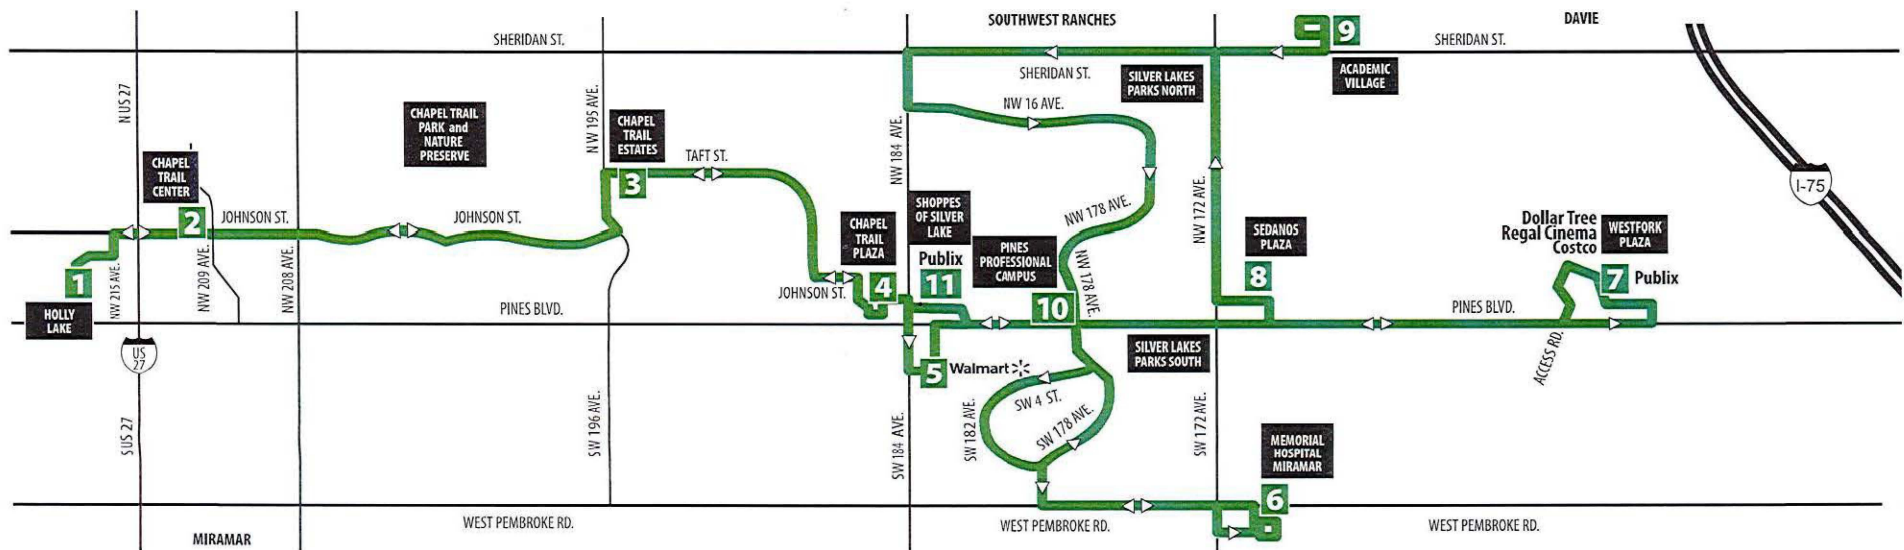 SOUTHWEST RANCHES
DAVIE
9
SHERIDAN ST.
SHERIDAN ST.
SHERIDAN ST.
ACADEMIC
VILLAGE
SILVER LAKES
PARKS NORTH
N US 27
N W 195 AVE.
CHAPEL TRAIL
PARK and
NATURE
PRESERVE
CHAPEL
TRAIL
ESTATES
NW 184 AVE.
NW 16 AVE.
CHAPEL
TRAIL
CENTER
TAFT ST.
3
I-75
2
JOHNSON ST.
JOHNSON ST.
CHAPEL
TRAIL
PLAZA
SHOPPES
OF SILVER
LAKE
NW 178 AVE.
NW 172 AVE.
SEDANOS
PLAZA
Dollar Tree
Regal Cinema
Costco
WESTFORK
PLAZA
1
NW 215 AVE.
NW 209 AVE.
NW 208 AVE.
JOHNSON ST.
4
Publix
11
PINES
PROFESSIONAL
CAMPUS
NW 178 AVE.
8
7
Publix
HOLLY
LAKE
PINES BLVD.
10
PINES BLVD.
US
27
5
Walmart
SILVER LAKES
PARKS SOUTH
ACCESS RD.
S US 27
SW 196 AVE.
SW 184 AVE.
SW 182 AVE.
SW 4 ST.
SW 178 AVE.
SW 172 AVE.
MEMORIAL
HOSPITAL
MIRAMAR
6
MIRAMAR
WEST PEMBROKE RD.
WEST PEMBROKE RD.
WEST PEMBROKE RD.